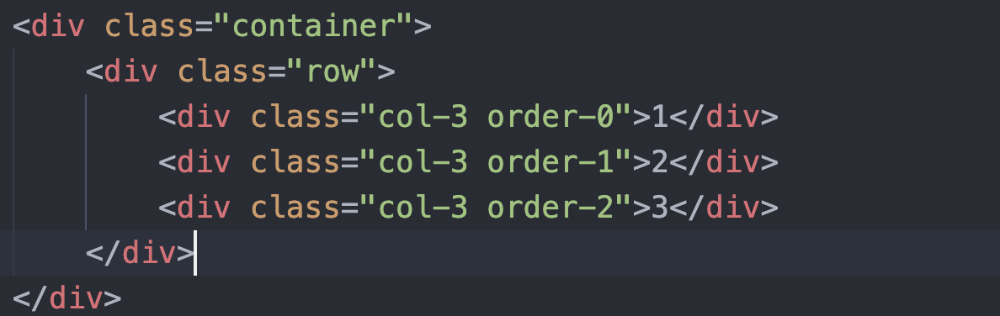 <div class="container">
    <div class="row">
        <div class="col-3 order-0">1</div>
        <div class="col-3 order-1">2</div>
        <div class="col-3 order-2">3</div>
    </div>
</div>